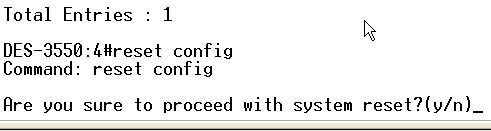 Total Entries : 1
DES-3550:4#reset config
Command: reset config
Are you sure to proceed with system reset?(y/n)_